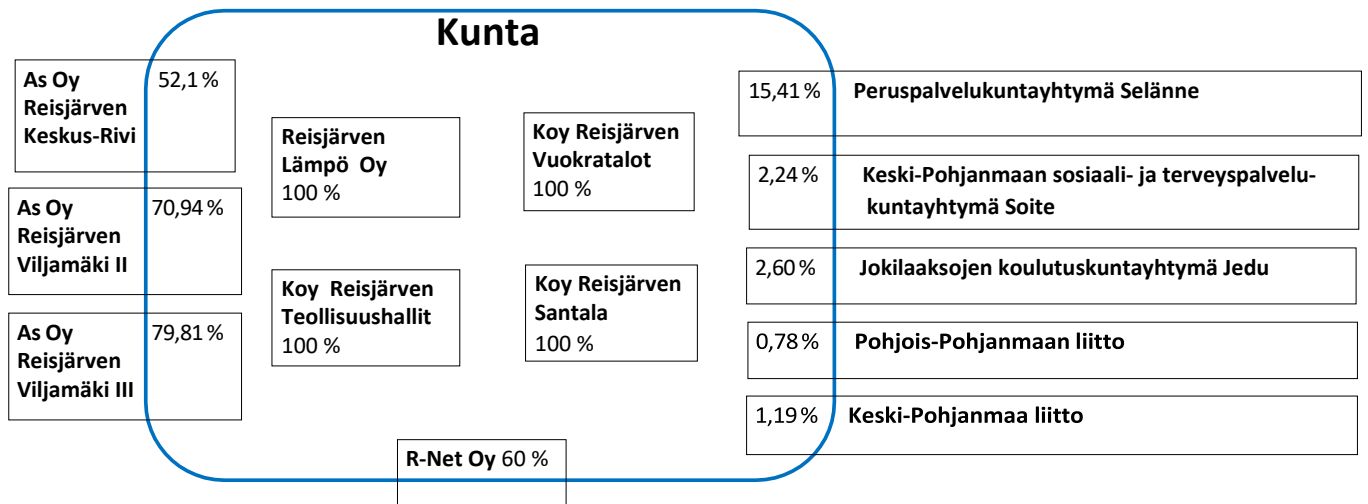 Kunta
As Oy 52,1 %
Reisjärven
Keskus-Rivi
As Oy 70,94 %
Reisjärven
Viljamäki II
As Oy 79,81 %
Reisjärven
Viljamäki III
Reisjärven
Lämpö Oy
100 %
Koy Reisjärven
Vuokratalot
100 %
Koy Reisjärven
Teollisuushallit
100 %
Koy Reisjärven
Santala
100 %
R-Net Oy 60 %
15,41 % Peruspalvelukuntayhtymä Selänne
2,24 % Keski-Pohjanmaan sosiaali- ja terveyspalvelu-
kuntayhtymä Soite
2,60 % Jokilaaksojen koulutuskuntayhtymä Jedu
0,78 % Pohjois-Pohjanmaan liitto
1,19 % Keski-Pohjanmaa liitto